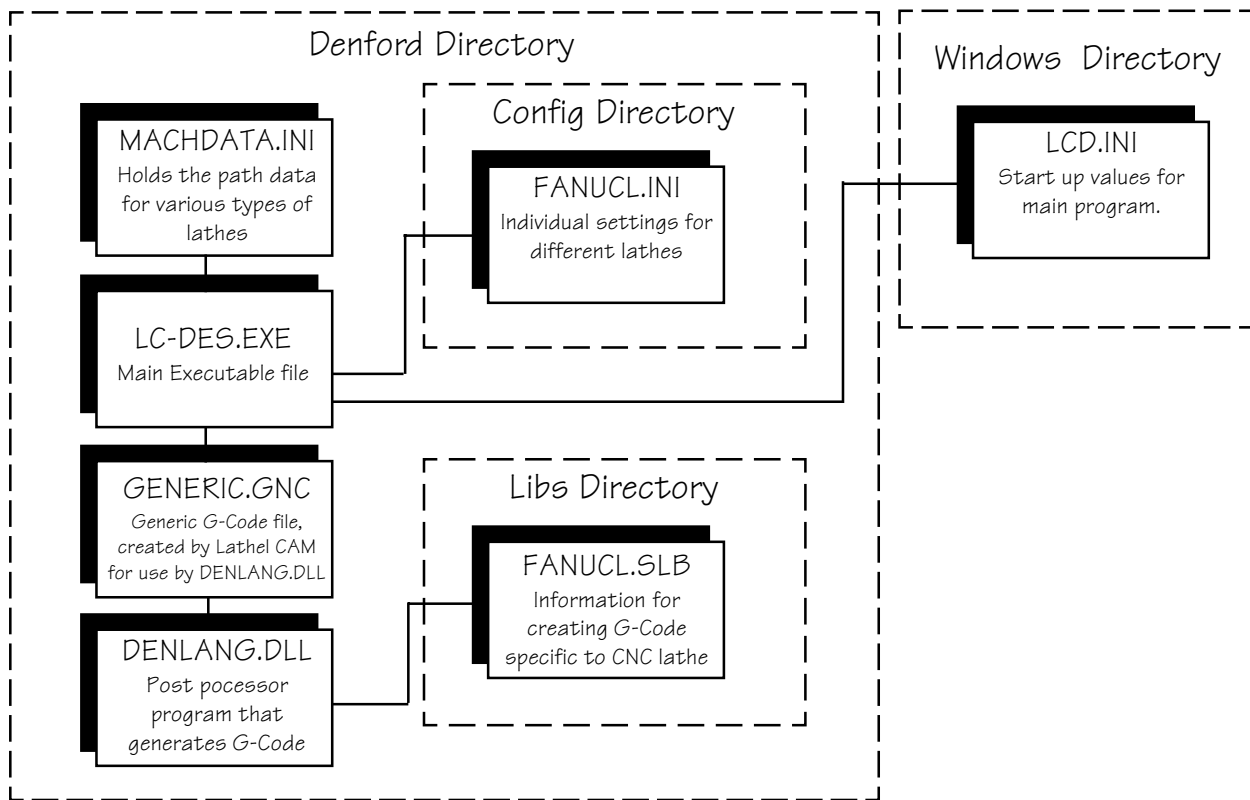 Denford Directory
MACHDATA.INI
Holds the path data
for various types of
lathes
LC-DES.EXE
Main Executable file
GENERIC.GNC
Generic G-Code file,
created by Lathel CAM
for use by DENLANG.DLL
DENLANG.DLL
Post pocessor
program that
generates G-Code
Config Directory
FANUCL.INI
Individual settings for
different lathes
Libs Directory
FANUCL.SLB
Information for
creating G-Code
specific to CNC lathe
Windows Directory
LCD.INI
Start up values for
main program.